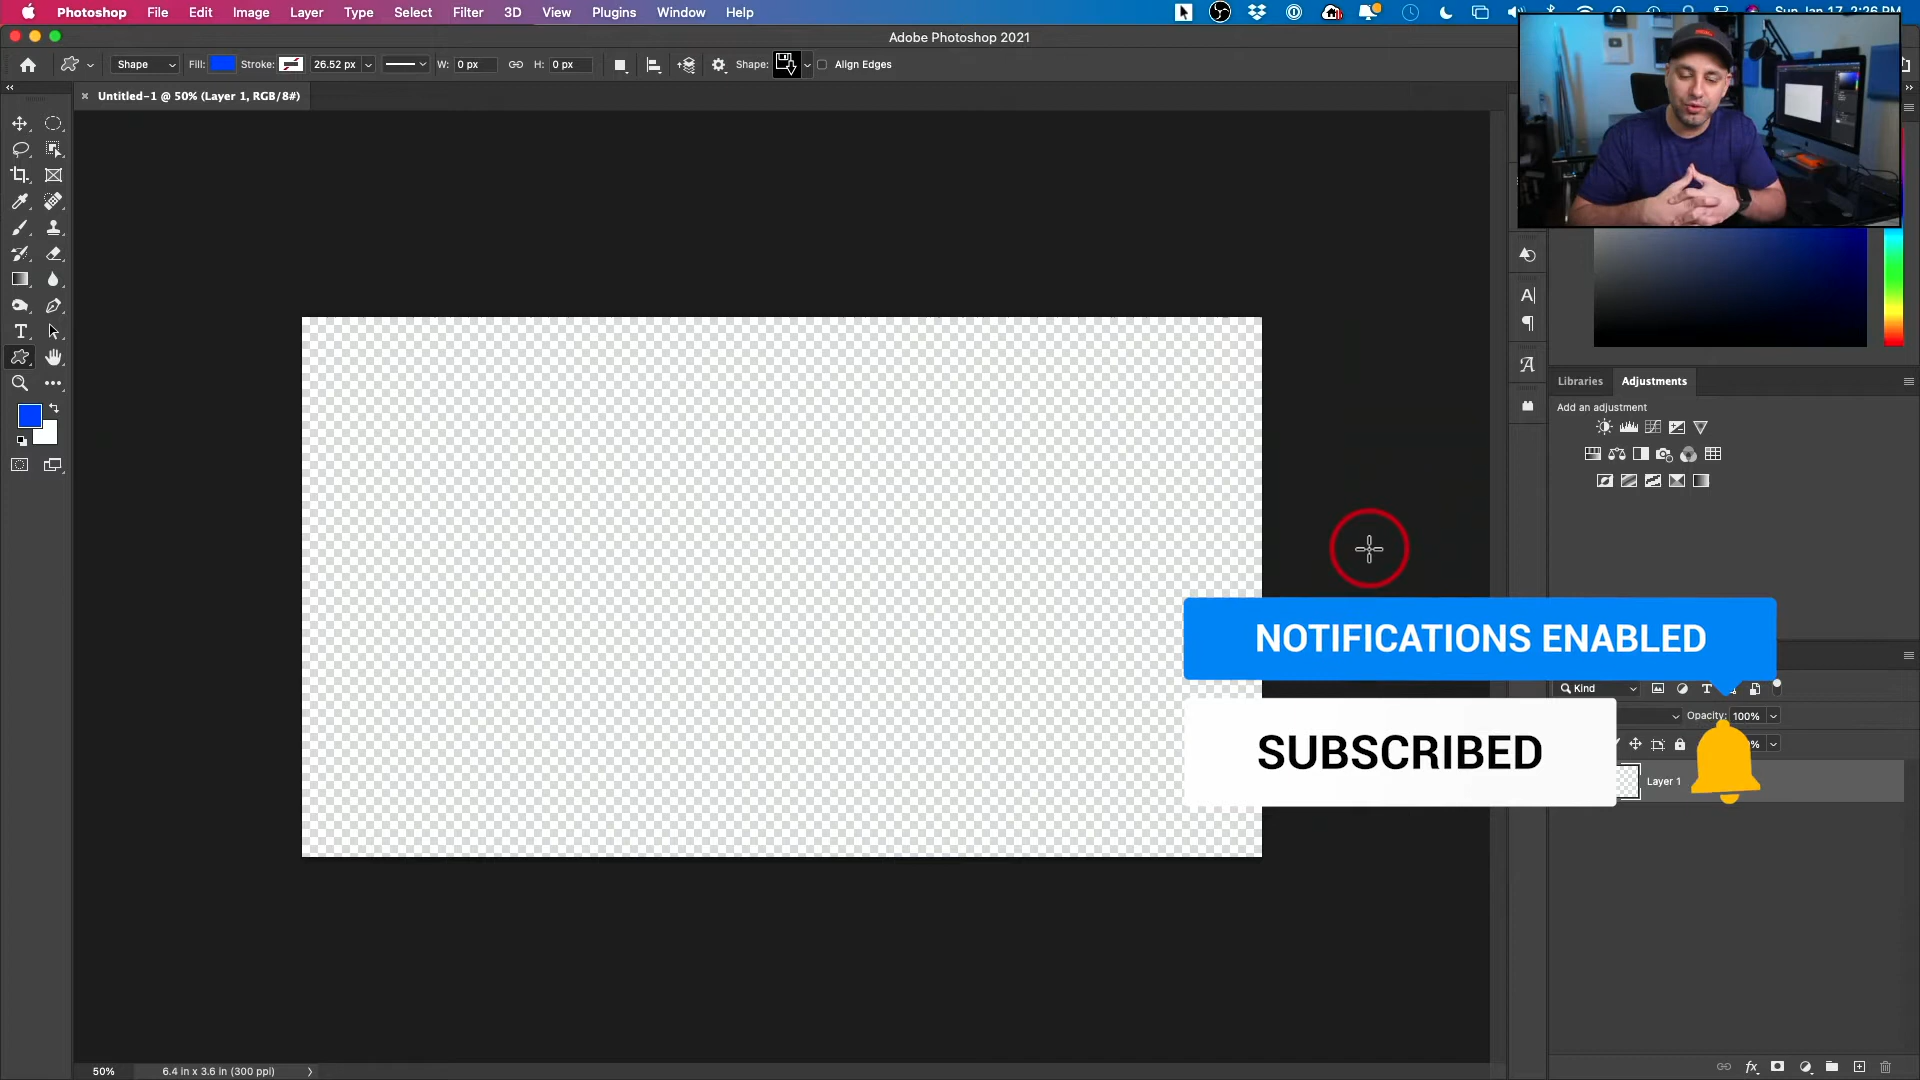 Photoshop File Edit Image Layer Type Select Filter 3D View Plugins Window Help
Adobe Photoshop 2021
Shape Fill: Stroke: 26.52 px W: 0 px H: 0 px Shape: Align Edges
Untitled-1 @ 50% (Layer 1, RGB/8#)
Libraries Adjustments
Add an adjustment
NOTIFICATIONS ENABLED
Kind
Opacity: 100%
SUBSCRIBED
Layer 1
50% 6.4 in x 3.6 in (300 ppi)